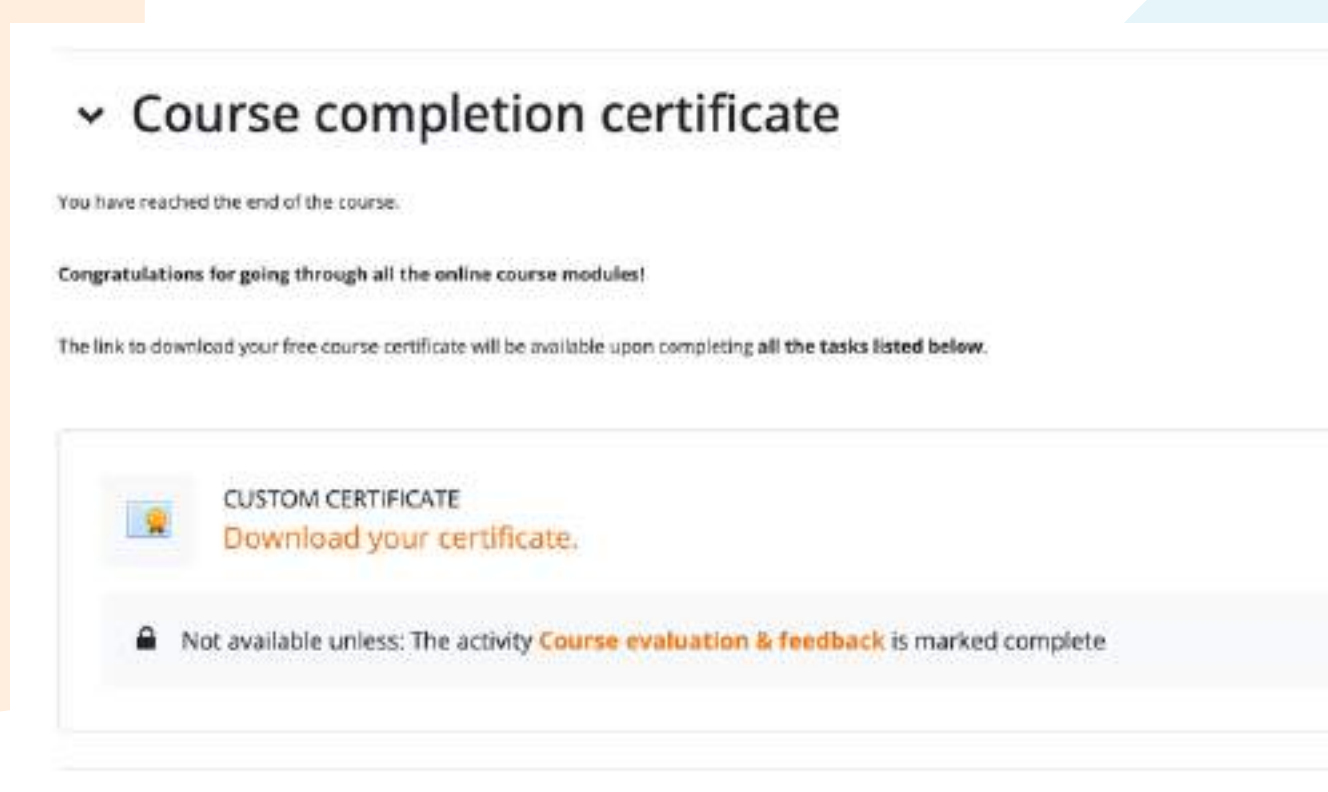 Course completion certificate
You have reached the end of the course.
Congratulations for going through all the online course modules!
The link to download your free course certificate will be available upon completing all the tasks listed below.
CUSTOM CERTIFICATE
Download your certificate.
Not available unless: The activity Course evaluation & feedback is marked complete